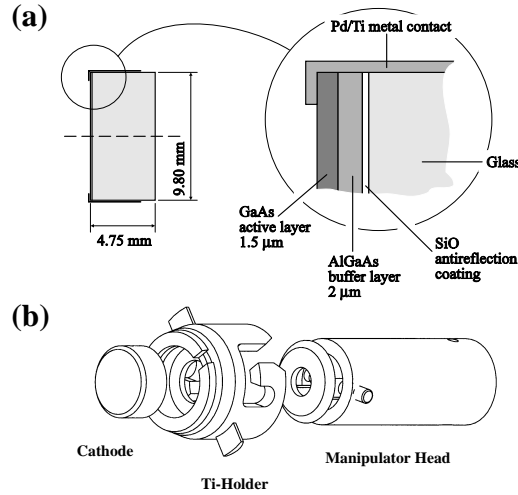 (a)
Pd/Ti metal contact
9.80 mm
4.75 mm
Glass
GaAs
active layer
1.5 μm
AlGaAs
buffer layer
2 μm
SiO
antireflection
coating
(b)
Cathode
Ti-Holder
Manipulator Head